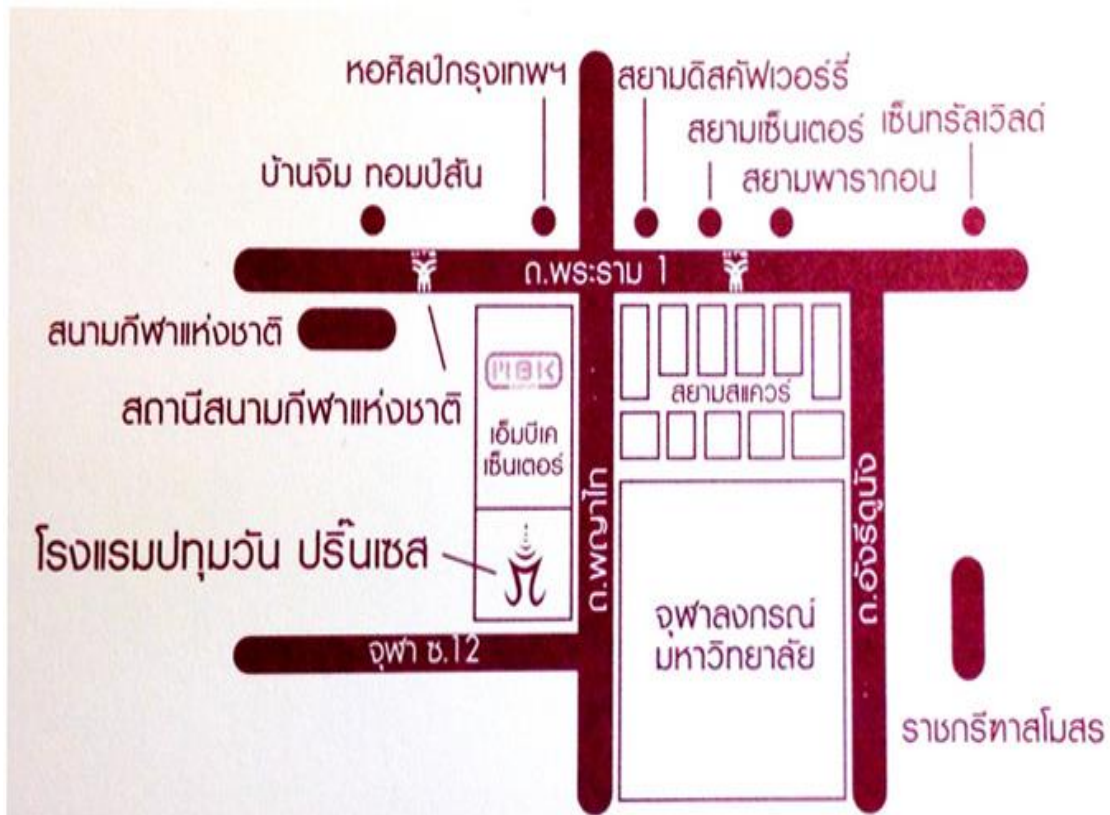 หอศิลป์กรุงเทพฯ
สยามดิสคัฟเวอร์รี่
สยามเซ็นเตอร์
เซ็นทรัลเวิลด์
บ้านจิม ทอมป์สัน
สยามพารากอน
ถ.พระราม 1
สนามกีฬาแห่งชาติ
MBK
สยามสแควร์
สถานีสนามกีฬาแห่งชาติ
เอ็มบีเค
เซ็นเตอร์
ถ.พญาไท
ถ.อังรีดูนัง
โรงแรมปทุมวัน ปริ๊นเซส
จุฬาลงกรณ์
มหาวิทยาลัย
จุฬา ซ.12
ราชกรีฑาสโมสร